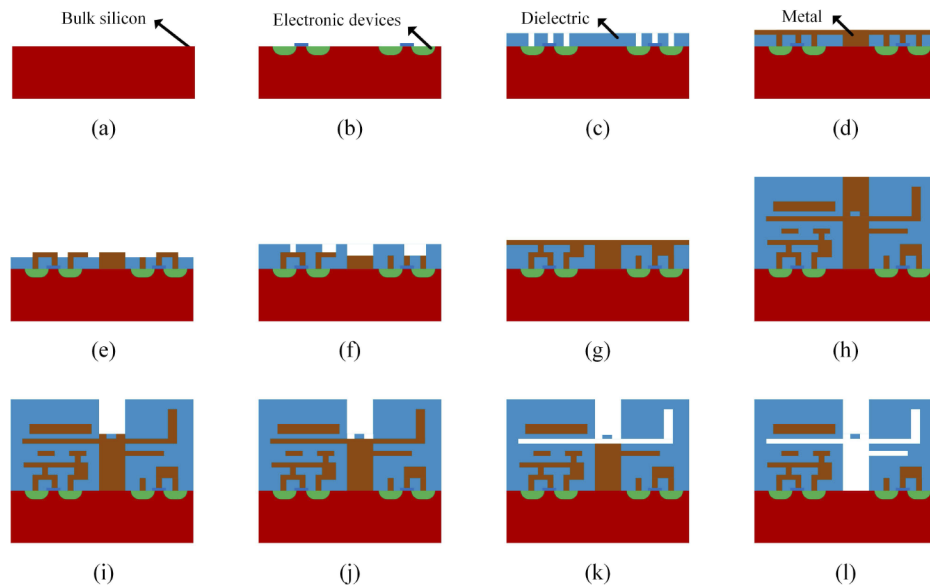 Bulk silicon
Electronic devices
Dielectric
Metal
(a)
(b)
(c)
(d)
(e)
(f)
(g)
(h)
(i)
(j)
(k)
(l)